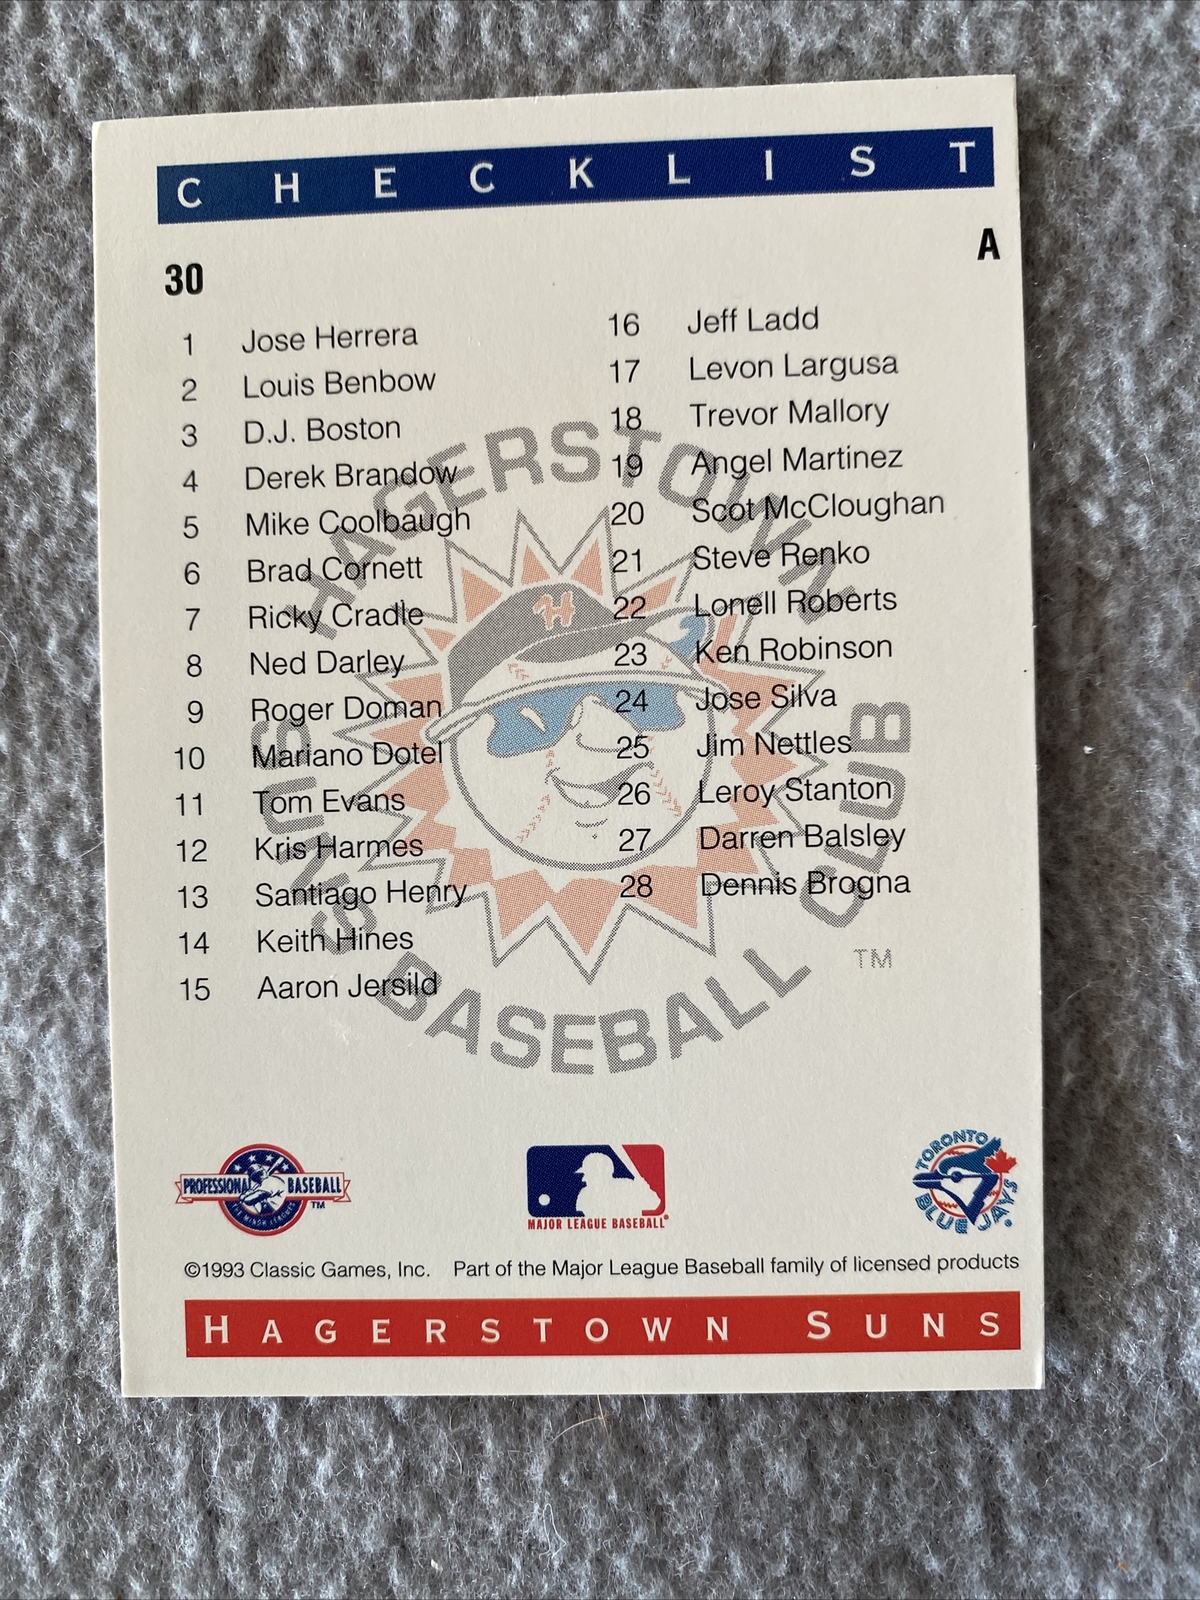 CHECKLIST
30
A
1 Jose Herrera
2 Louis Benbow
3 D.J. Boston
4 Derek Brandow
5 Mike Coolbaugh
6 Brad Cornett
7 Ricky Cradle
8 Ned Darley
9 Roger Doman
10 Mariano Dotel
11 Tom Evans
12 Kris Harmes
13 Santiago Henry
14 Keith Hines
15 Aaron Jersild
16 Jeff Ladd
17 Levon Largusa
18 Trevor Mallory
19 Angel Martinez
20 Scot McCloughan
21 Steve Renko
22 Lonell Roberts
23 Ken Robinson
24 Jose Silva
25 Jim Nettles
26 Leroy Stanton
27 Darren Balsley
28 Dennis Brogna
HAGERSTOWN
SUNS
H
BASEBALL CLUB
TM
PROFESSIONAL BASEBALL
THE MINOR LEAGUES
TM
MAJOR LEAGUE BASEBALL®
TORONTO
BLUE JAYS®
©1993 Classic Games, Inc. Part of the Major League Baseball family of licensed products
HAGERSTOWN SUNS